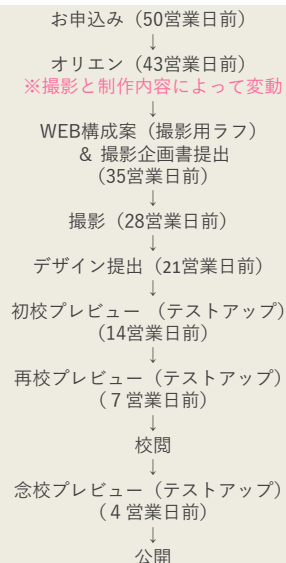 お申込み（50営業日前）
↓
オリエン（43営業日前）
※撮影と制作内容によって変動
↓
WEB構成案（撮影用ラフ）
& 撮影企画書提出
（35営業日前）
↓
撮影（28営業日前）
↓
デザイン提出（21営業日前）
↓
初校プレビュー （テストアップ）
（14営業日前）
↓
再校プレビュー（テストアップ）
（７営業日前）
↓
校閲
↓
念校プレビュー（テストアップ）
（４営業日前）
↓
公開